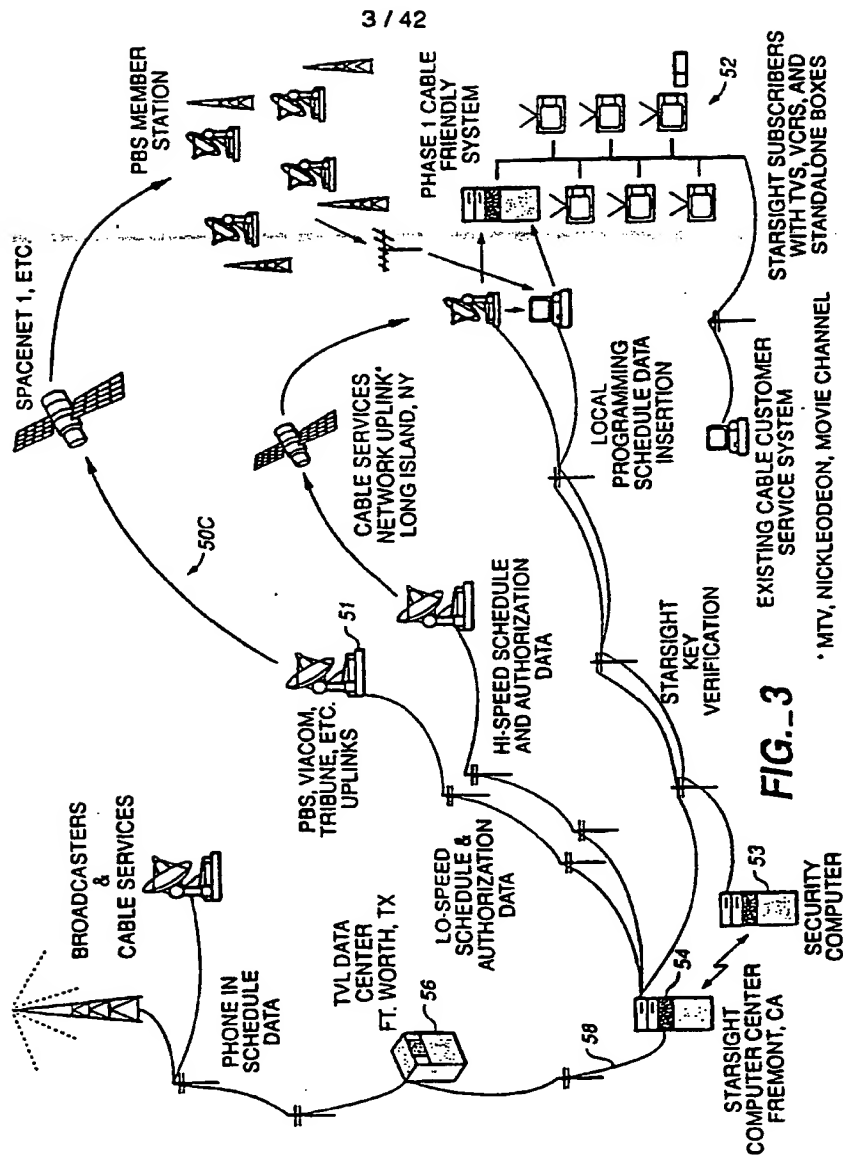 3 / 42
SPACENET 1, ETC.
PBS MEMBER
STATION
50C
BROADCASTERS
&
CABLE SERVICES
PHONE IN
SCHEDULE
DATA
PBS, VIACOM,
TRIBUNE, ETC.
UPLINKS
51
CABLE SERVICES
NETWORK UPLINK*
LONG ISLAND, NY
PHASE 1 CABLE
FRIENDLY
SYSTEM
TVL DATA
CENTER
FT. WORTH, TX
56
LO-SPEED
SCHEDULE &
AUTHORIZATION
DATA
HI-SPEED SCHEDULE
AND AUTHORIZATION
DATA
LOCAL
PROGRAMMING
SCHEDULE DATA
INSERTION
52
58
54
STARSIGHT
COMPUTER CENTER
FREMONT, CA
53
SECURITY
COMPUTER
STARSIGHT
KEY
VERIFICATION
EXISTING CABLE CUSTOMER
SERVICE SYSTEM
STARSIGHT SUBSCRIBERS
WITH TVS, VCRS, AND
STANDALONE BOXES
* MTV, NICKLEODEON, MOVIE CHANNEL
FIG._3